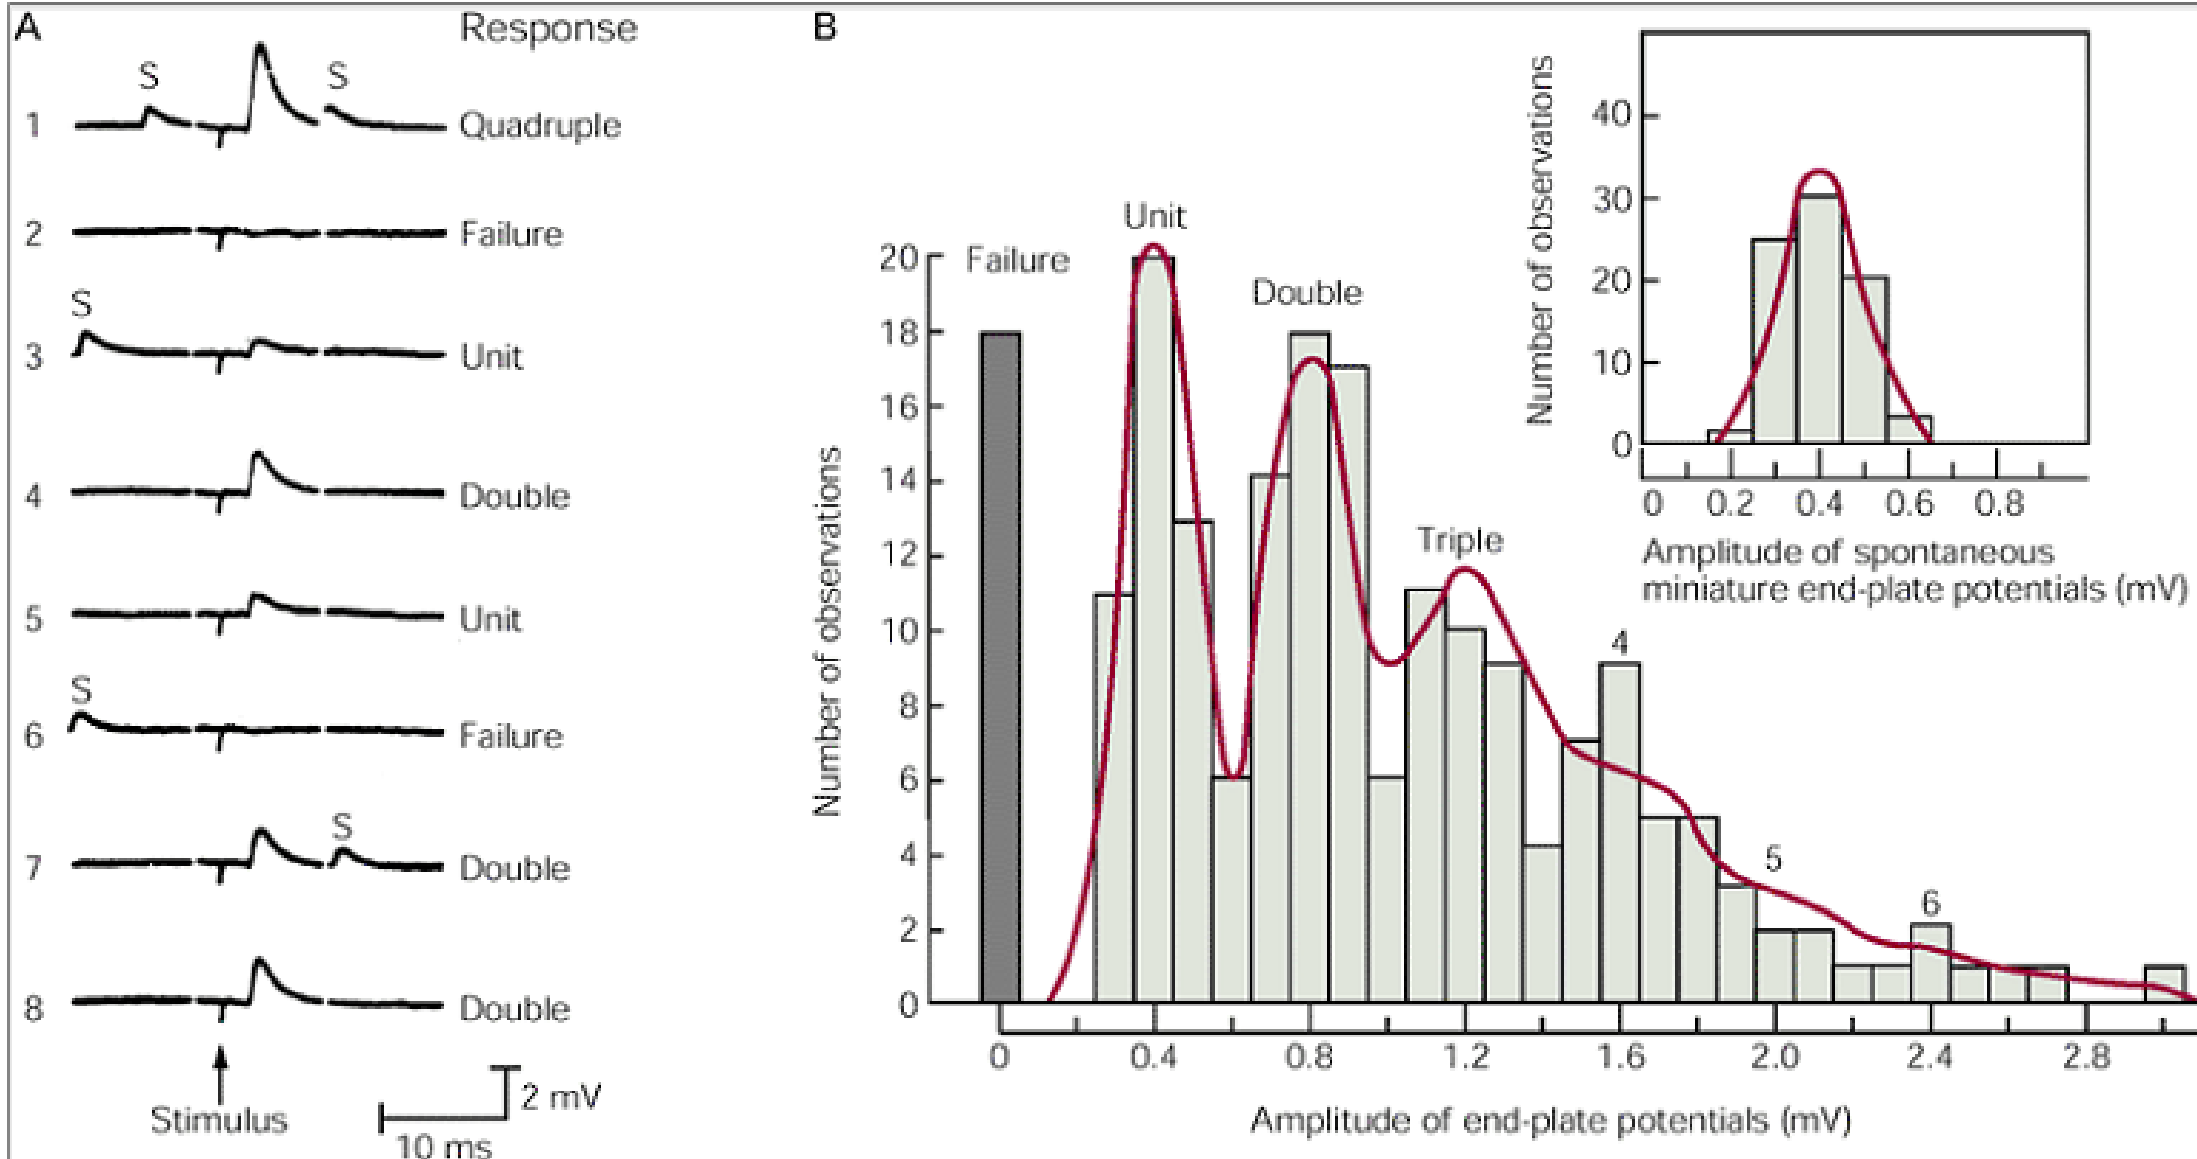 A
Response
S
S
1
Quadruple
2
Failure
S
3
Unit
4
Double
5
Unit
S
6
Failure
S
7
Double
8
Double
Stimulus
2 mV
10 ms
B
Number of observations
20
18
16
14
12
10
8
6
4
2
0
Failure
Unit
Double
Triple
4
5
6
0
0.4
0.8
1.2
1.6
2.0
2.4
2.8
Amplitude of end-plate potentials (mV)
Number of observations
40
30
20
10
0
0
0.2
0.4
0.6
0.8
Amplitude of spontaneous
miniature end-plate potentials (mV)